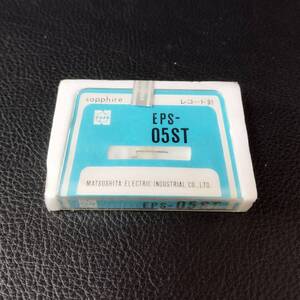 sapphire
レコード針
EPS-
05ST
MATSUSHITA ELECTRIC INDUSTRIAL CO., LTD.
EPS-05ST